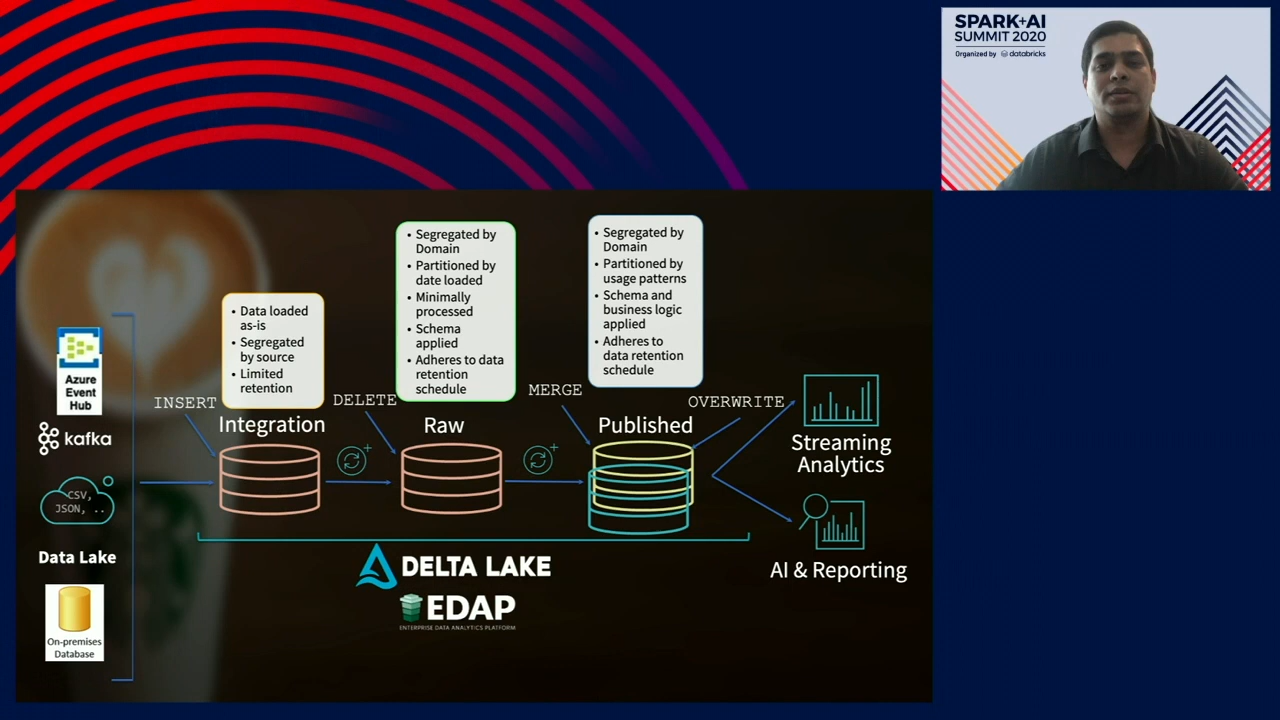 SPARK+AI
SUMMIT 2020
Organized by databricks
Azure
Event
Hub
kafka
CSV,
JSON, ..
Data Lake
On-premises
Database
INSERT
• Data loaded
as-is
• Segregated
by source
• Limited
retention
Integration
DELETE
• Segregated by
Domain
• Partitioned by
date loaded
• Minimally
processed
• Schema
applied
• Adheres to data
retention
schedule
Raw
MERGE
• Segregated by
Domain
• Partitioned by
usage patterns
• Schema and
business logic
applied
• Adheres to
data retention
schedule
Published
OVERWRITE
Streaming
Analytics
AI & Reporting
DELTA LAKE
EDAP
ENTERPRISE DATA ANALYTICS PLATFORM